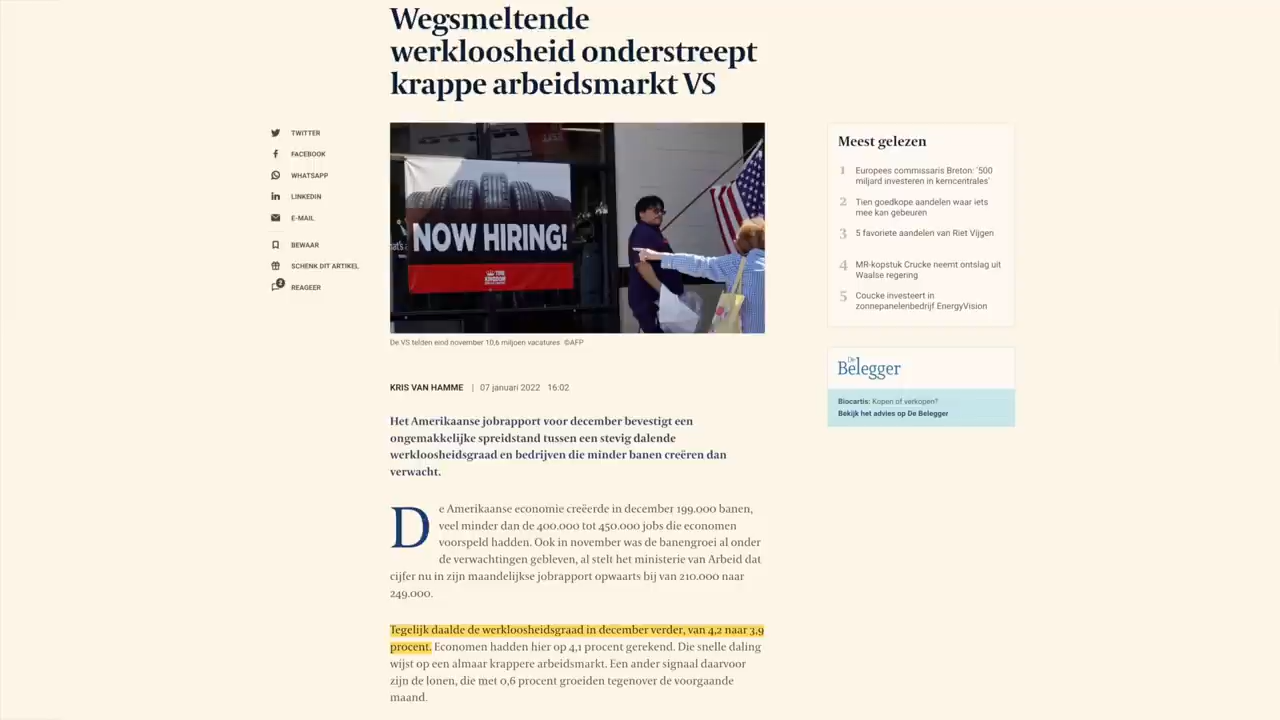 Wegsmeltende
werkloosheid onderstreept
krappe arbeidsmarkt VS
TWITTER
FACEBOOK
WHATSAPP
LINKEDIN
E-MAIL
BEWAAR
SCHENK DIT ARTIKEL
2
REAGEER
NOW HIRING!
TIRE
KINGDOM
De VS telden eind november 10,6 miljoen vacatures ©AFP
KRIS VAN HAMME | 07 januari 2022 16:02
Het Amerikaanse jobrapport voor december bevestigt een
ongemakkelijke spreidstand tussen een stevig dalende
werkloosheidsgraad en bedrijven die minder banen creëren dan
verwacht.
De Amerikaanse economie creëerde in december 199.000 banen,
veel minder dan de 400.000 tot 450.000 jobs die economen
voorspeld hadden. Ook in november was de banengroei al onder
de verwachtingen gebleven, al stelt het ministerie van Arbeid dat
cijfer nu in zijn maandelijkse jobrapport opwaarts bij van 210.000 naar
249.000.
Tegelijk daalde de werkloosheidsgraad in december verder, van 4,2 naar 3,9
procent. Economen hadden hier op 4,1 procent gerekend. Die snelle daling
wijst op een almaar krappere arbeidsmarkt. Een ander signaal daarvoor
zijn de lonen, die met 0,6 procent groeiden tegenover de voorgaande
maand.
Meest gelezen
1 Europees commissaris Breton: '500
miljard investeren in kerncentrales'
2 Tien goedkope aandelen waar iets
mee kan gebeuren
3 5 favoriete aandelen van Riet Vijgen
4 MR-kopstuk Crucke neemt ontslag uit
Waalse regering
5 Coucke investeert in
zonnepanelenbedrijf EnergyVision
De
Belegger
Biocartis: Kopen of verkopen?
Bekijk het advies op De Belegger